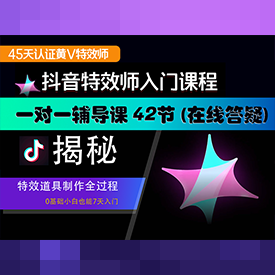 45天认证黄V特效师
抖音特效师入门课程
一对一辅导课 42节 (在线答疑)
揭秘
特效道具制作全过程
0基础小白也能7天入门